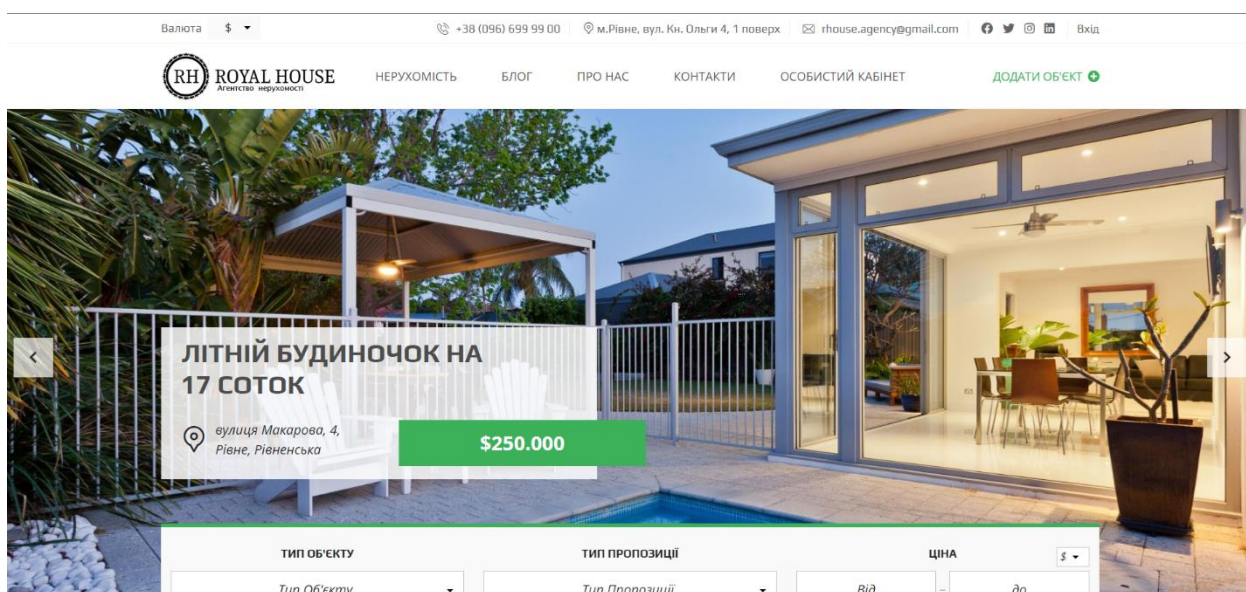 Валюта $ +38 (096) 699 99 00 м.Рівне, вул. Кн. Ольги 4, 1 поверх rhouse.agency@gmail.com Вхід
RH ROYAL HOUSE
Агентство нерухомості
НЕРУХОМІСТЬ БЛОГ ПРО НАС КОНТАКТИ ОСОБИСТИЙ КАБІНЕТ ДОДАТИ ОБ'ЄКТ
ЛІТНІЙ БУДИНОЧОК НА
17 СОТОК
вулиця Макарова, 4,
Рівне, Рівненська
$250.000
ТИП ОБ'ЄКТУ ТИП ПРОПОЗИЦІЇ ЦІНА $
Тип Об'єкту Тип Пропозиції Від – до